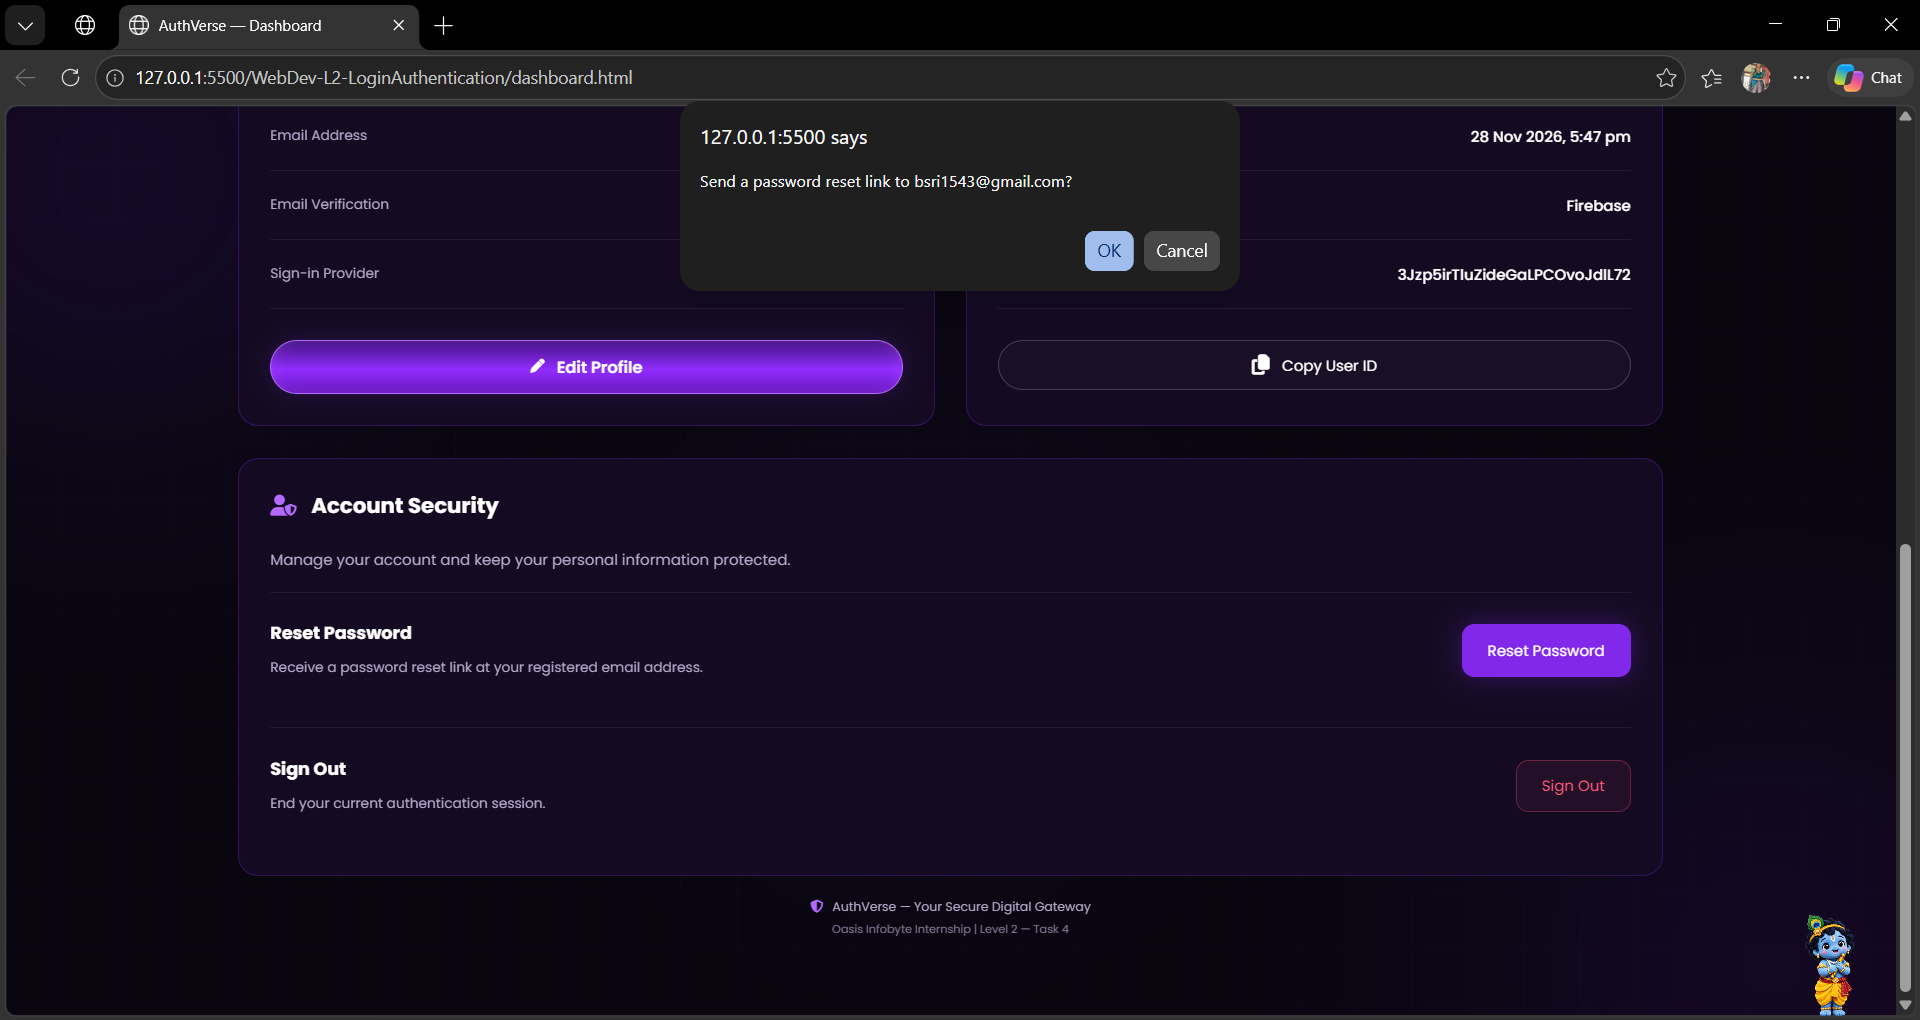 AuthVerse — Dashboard
127.0.0.1:5500/WebDev-L2-LoginAuthentication/dashboard.html
Chat
127.0.0.1:5500 says
Send a password reset link to bsri1543@gmail.com?
OK
Cancel
Email Address
28 Nov 2026, 5:47 pm
Email Verification
Firebase
Sign-in Provider
3Jzp5irTIuZideGaLPCOvoJdlL72
Edit Profile
Copy User ID
Account Security
Manage your account and keep your personal information protected.
Reset Password
Receive a password reset link at your registered email address.
Reset Password
Sign Out
End your current authentication session.
Sign Out
AuthVerse — Your Secure Digital Gateway
Oasis Infobyte Internship | Level 2 — Task 4